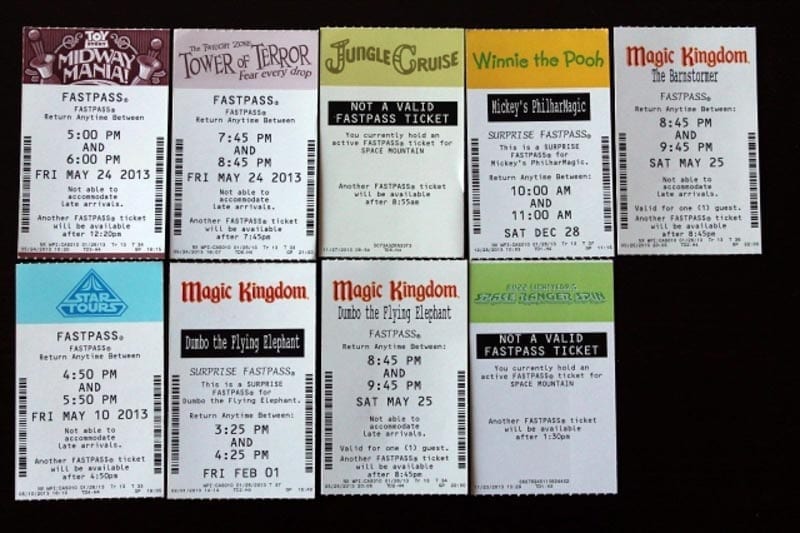 TOY
STORY
MIDWAY
MANIA!
FASTPASS®
FASTPASS®
Return Anytime Between
5:00 PM
AND
6:00 PM
FRI MAY 24 2013
Not able to
accommodate
late arrivals.
Another FASTPASS® ticket
will be available
after 12:20pm
The Twilight Zone
TOWER of TERROR
Fear every drop
FASTPASS®
FASTPASS®
Return Anytime Between
7:45 PM
AND
8:45 PM
FRI MAY 24 2013
Not able to
accommodate
late arrivals.
Another FASTPASS® ticket
will be available
after 7:45pm
JUNGLE CRUISE
NOT A VALID
FASTPASS TICKET
You currently hold an
active FASTPASS® ticket for
SPACE MOUNTAIN
Another FASTPASS® ticket
will be available
after 8:55am
Winnie the Pooh
Mickey's PhilharMagic
SURPRISE FASTPASS®
This is a SURPRISE
FASTPASS® for
Mickey's PhilharMagic.
Return Anytime Between:
10:00 AM
AND
11:00 AM
SAT DEC 28
Magic Kingdom®
The Barnstormer
FASTPASS®
Return Anytime Between:
8:45 PM
AND
9:45 PM
SAT MAY 25
Not able to
accommodate
late arrivals.
Valid for one (1) guest.
Another FASTPASS® ticket
will be available
after 8:45pm
STAR
TOURS
FASTPASS®
FASTPASS®
Return Anytime Between
4:50 PM
AND
5:50 PM
FRI MAY 10 2013
Not able to
accommodate
late arrivals.
Another FASTPASS® ticket
will be available
after 4:50pm
Magic Kingdom®
Dumbo the Flying Elephant
SURPRISE FASTPASS®
This is a SURPRISE
FASTPASS® for
Dumbo the Flying Elephant.
Return Anytime Between:
3:25 PM
AND
4:25 PM
FRI FEB 01
Magic Kingdom®
Dumbo the Flying Elephant
FASTPASS®
Return Anytime Between:
8:45 PM
AND
9:45 PM
SAT MAY 25
Not able to
accommodate
late arrivals.
Valid for one (1) guest.
Another FASTPASS® ticket
will be available
after 8:45pm
BUZZ LIGHTYEAR'S
SPACE RANGER SPIN
NOT A VALID
FASTPASS TICKET
You currently hold an
active FASTPASS® ticket for
SPACE MOUNTAIN
Another FASTPASS® ticket
will be available
after 1:30pm